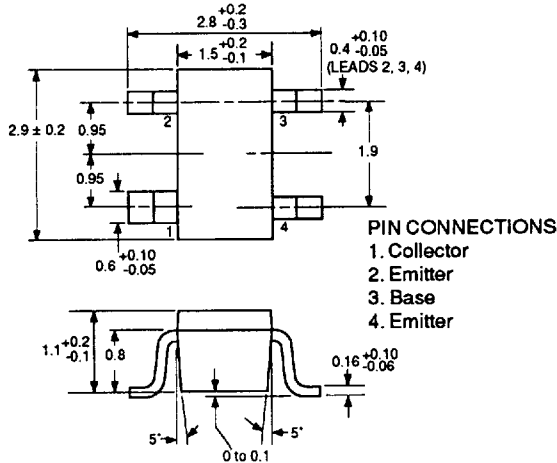 2.8 +0.2 -0.3
1.5 +0.2 -0.1
0.4 +0.10 -0.05
(LEADS 2, 3, 4)
2
3
2.9 ± 0.2
0.95
0.95
1.9
1
4
0.6 +0.10 -0.05
PIN CONNECTIONS
1. Collector
2. Emitter
3. Base
4. Emitter
1.1 +0.2 -0.1
0.8
0.16 +0.10 -0.06
5°
5°
0 to 0.1